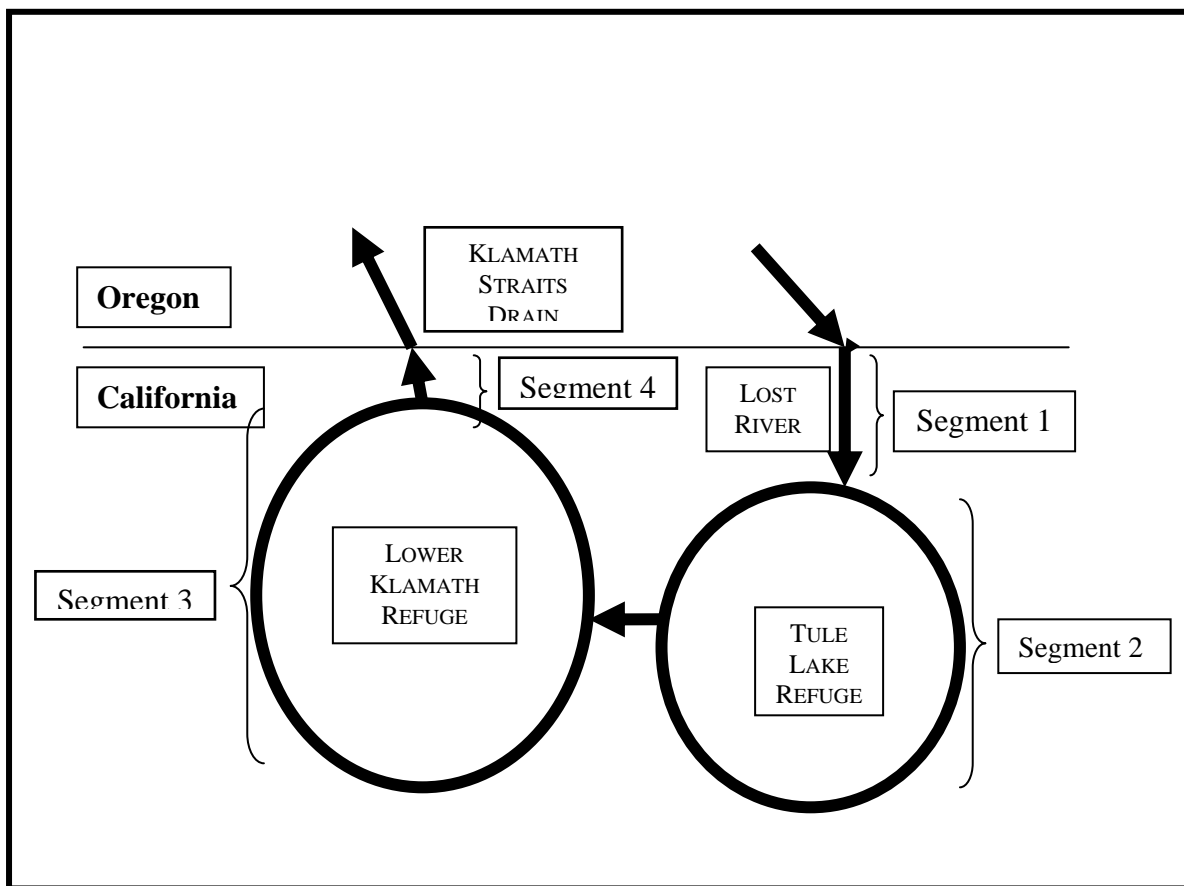 KLAMATH
STRAITS
DRAIN
Oregon
California
Segment 4
LOST
RIVER
Segment 1
LOWER
KLAMATH
REFUGE
Segment 3
TULE
LAKE
REFUGE
Segment 2